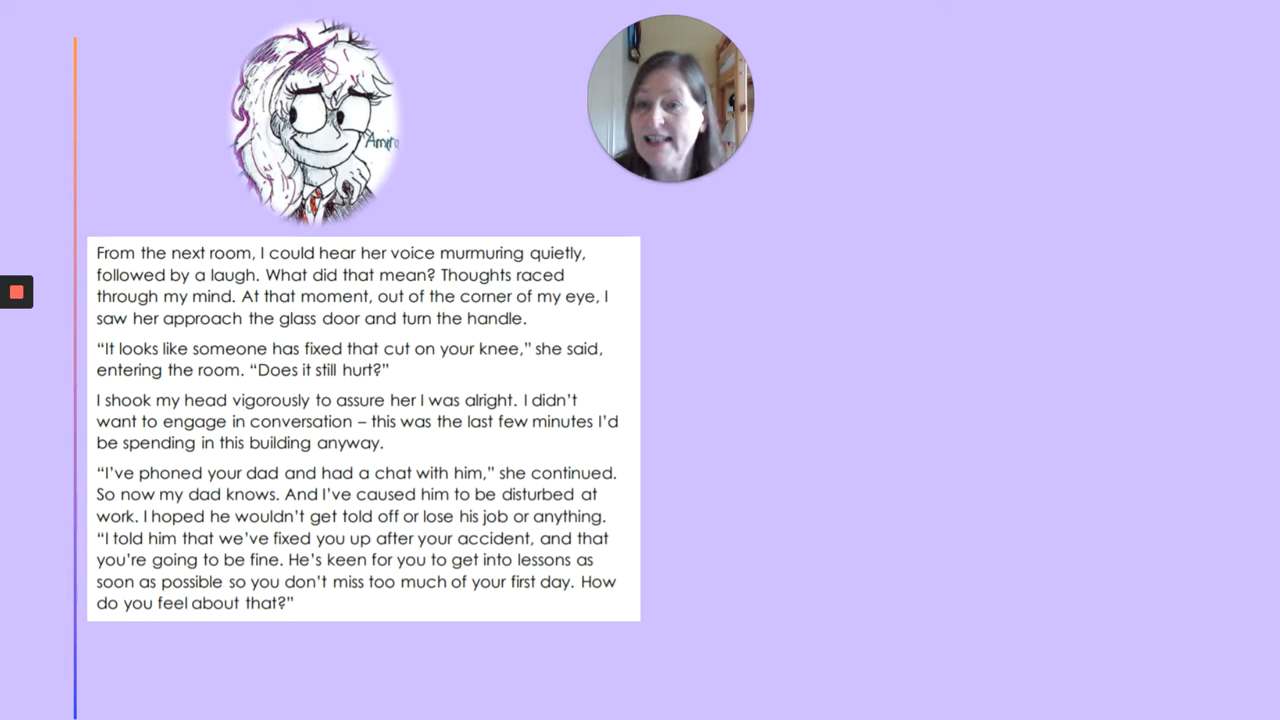 Amiro
From the next room, I could hear her voice murmuring quietly,
followed by a laugh. What did that mean? Thoughts raced
through my mind. At that moment, out of the corner of my eye, I
saw her approach the glass door and turn the handle.
“It looks like someone has fixed that cut on your knee,” she said,
entering the room. “Does it still hurt?”
I shook my head vigorously to assure her I was alright. I didn’t
want to engage in conversation – this was the last few minutes I’d
be spending in this building anyway.
“I’ve phoned your dad and had a chat with him,” she continued.
So now my dad knows. And I’ve caused him to be disturbed at
work. I hoped he wouldn’t get told off or lose his job or anything.
“I told him that we’ve fixed you up after your accident, and that
you’re going to be fine. He’s keen for you to get into lessons as
soon as possible so you don’t miss too much of your first day. How
do you feel about that?”